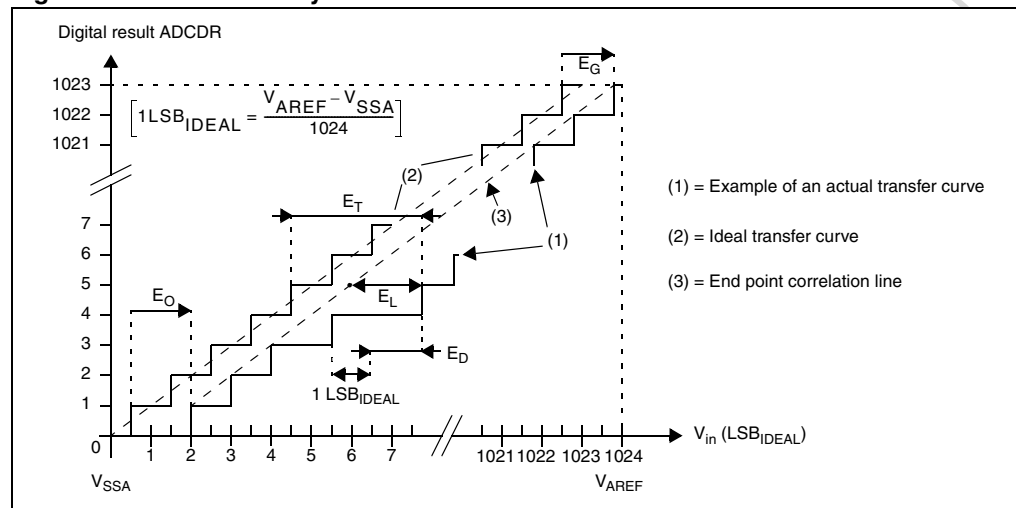 Digital result ADCDR
E_G
1023
1022
1021
[1LSB_IDEAL = (V_AREF – V_SSA) / 1024]
(2)
(3)
(1)
E_T
7
6
5
4
3
2
1
0
E_O
E_L
E_D
1 LSB_IDEAL
(1) = Example of an actual transfer curve
(2) = Ideal transfer curve
(3) = End point correlation line
1 2 3 4 5 6 7 1021 1022 1023 1024
V_in (LSB_IDEAL)
V_SSA
V_AREF